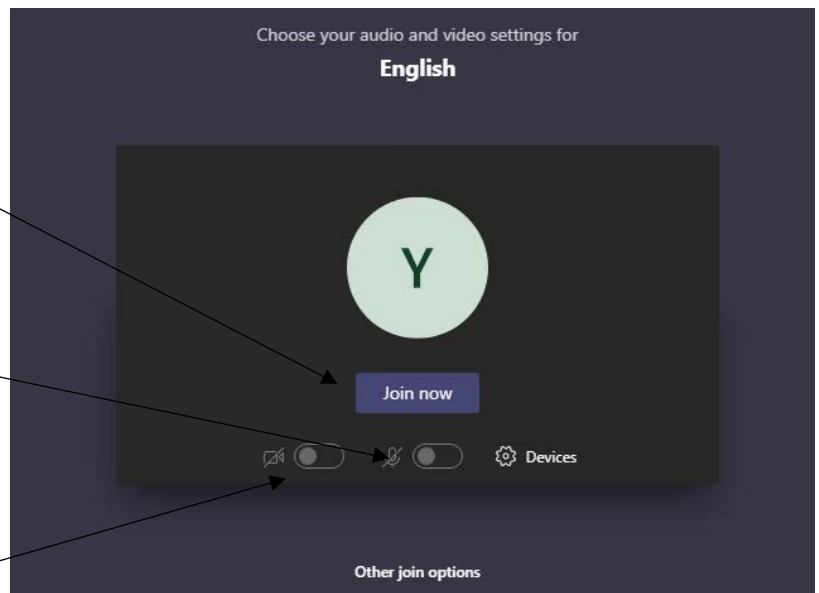 Choose your audio and video settings for
English
Y
Join now
Devices
Other join options